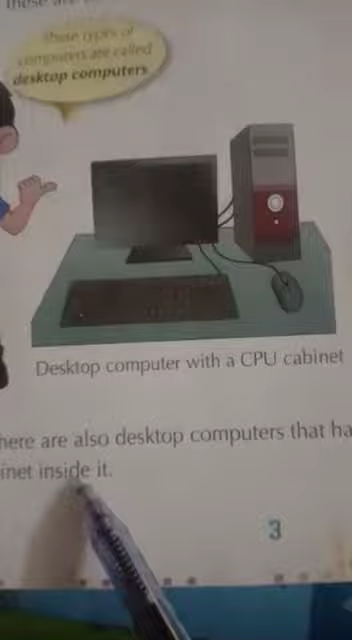 these
these types of
computers are called
desktop computers
Desktop computer with a CPU cabinet
here are also desktop computers that ha
inet inside it.
3